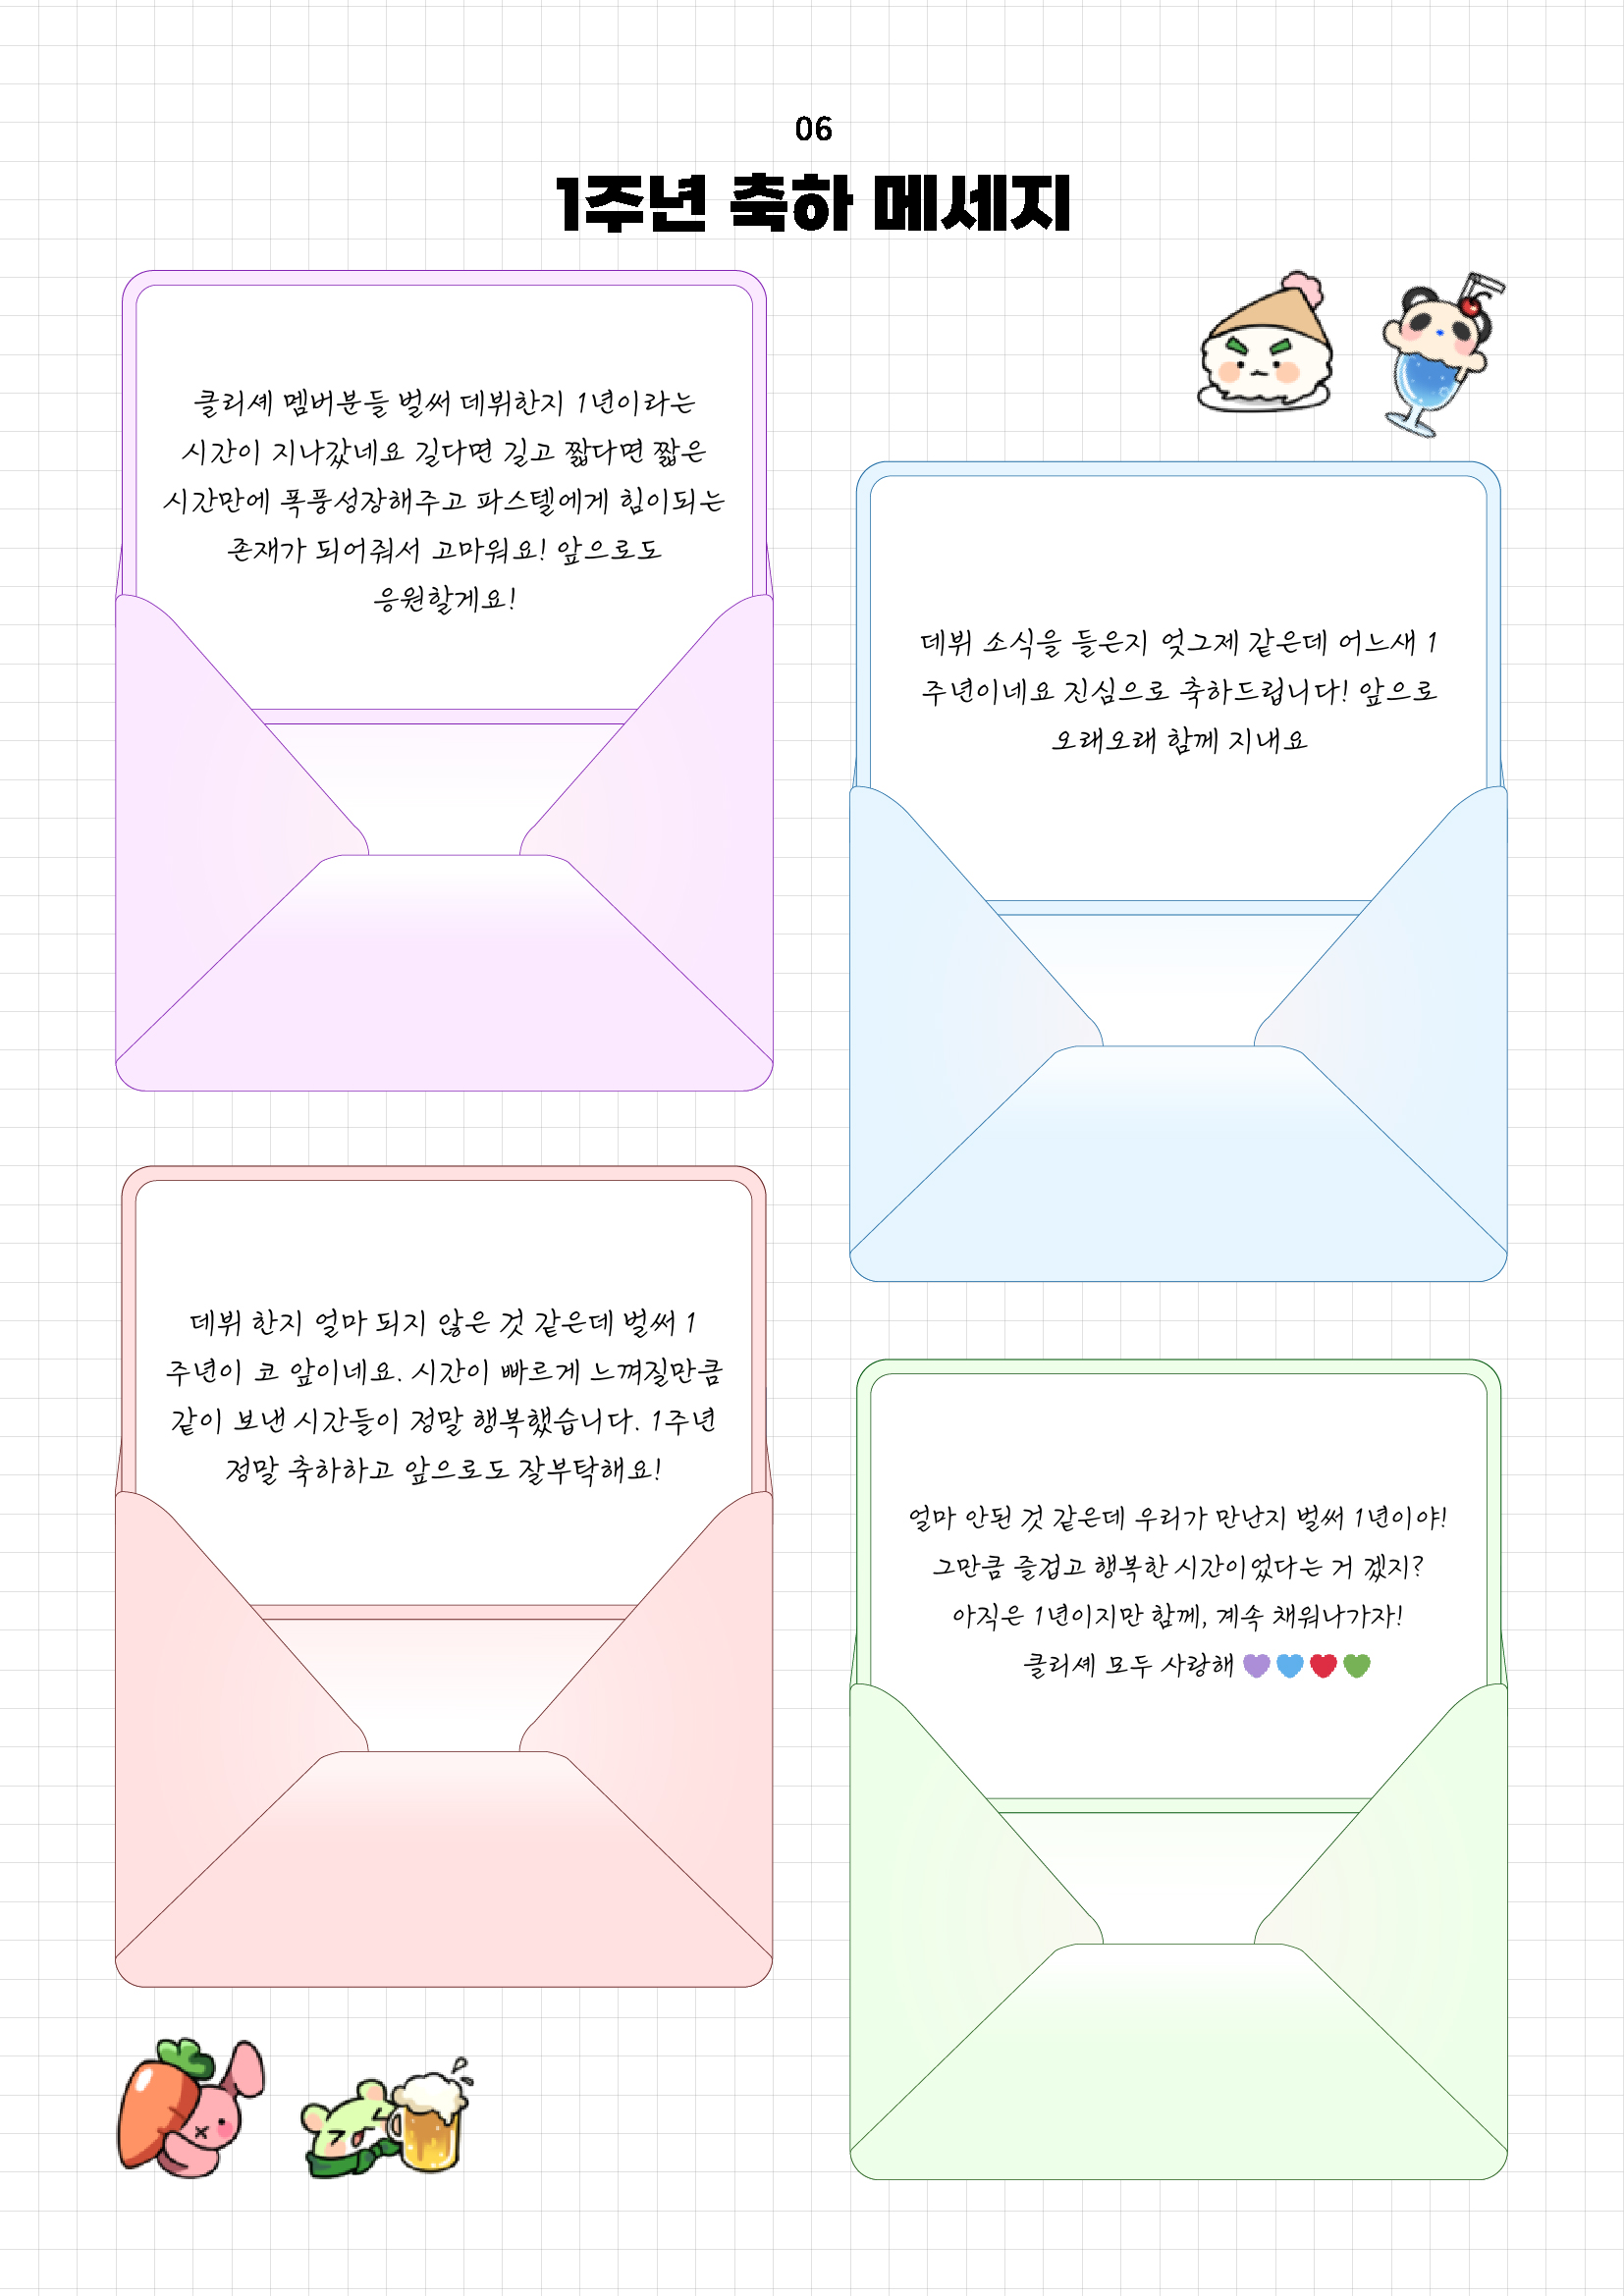 06
1주년 축하 메세지
클리셰 멤버분들 벌써 데뷔한지 1년이라는
시간이 지나갔네요 길다면 길고 짧다면 짧은
시간만에 폭풍성장해주고 파스텔에게 힘이되는
존재가 되어줘서 고마워요! 앞으로도
응원할게요!
데뷔 소식을 들은지 엊그제 같은데 어느새 1
주년이네요 진심으로 축하드립니다! 앞으로
오래오래 함께 지내요
데뷔 한지 얼마 되지 않은 것 같은데 벌써 1
주년이 코 앞이네요. 시간이 빠르게 느껴질만큼
같이 보낸 시간들이 정말 행복했습니다. 1주년
정말 축하하고 앞으로도 잘부탁해요!
얼마 안된 것 같은데 우리가 만난지 벌써 1년이야!
그만큼 즐겁고 행복한 시간이었다는 거 겠지?
아직은 1년이지만 함께, 계속 채워나가자!
클리셰 모두 사랑해 💜💙❤️💚